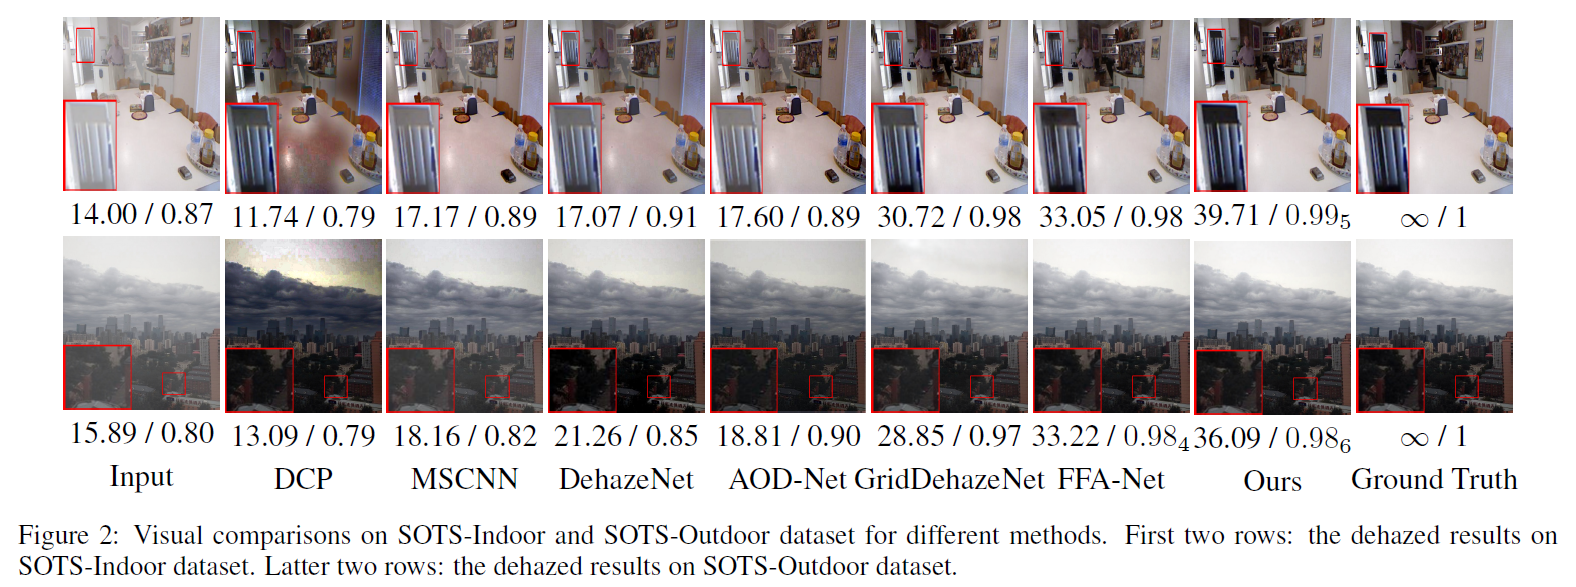 14.00 / 0.87 11.74 / 0.79 17.17 / 0.89 17.07 / 0.91 17.60 / 0.89 30.72 / 0.98 33.05 / 0.98 39.71 / 0.99₅ ∞ / 1
15.89 / 0.80 13.09 / 0.79 18.16 / 0.82 21.26 / 0.85 18.81 / 0.90 28.85 / 0.97 33.22 / 0.98₄ 36.09 / 0.98₆ ∞ / 1
Input DCP MSCNN DehazeNet AOD-Net GridDehazeNet FFA-Net Ours Ground Truth
Figure 2: Visual comparisons on SOTS-Indoor and SOTS-Outdoor dataset for different methods. First two rows: the dehazed results on
SOTS-Indoor dataset. Latter two rows: the dehazed results on SOTS-Outdoor dataset.